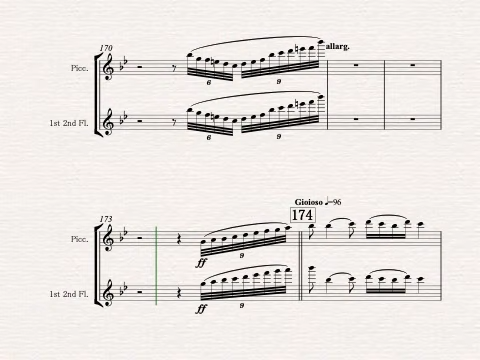 170
allarg.
Picc.
6
9
1st 2nd Fl.
6
9
Gioioso ♩=96
173
174
Picc.
ff
9
1st 2nd Fl.
ff
9